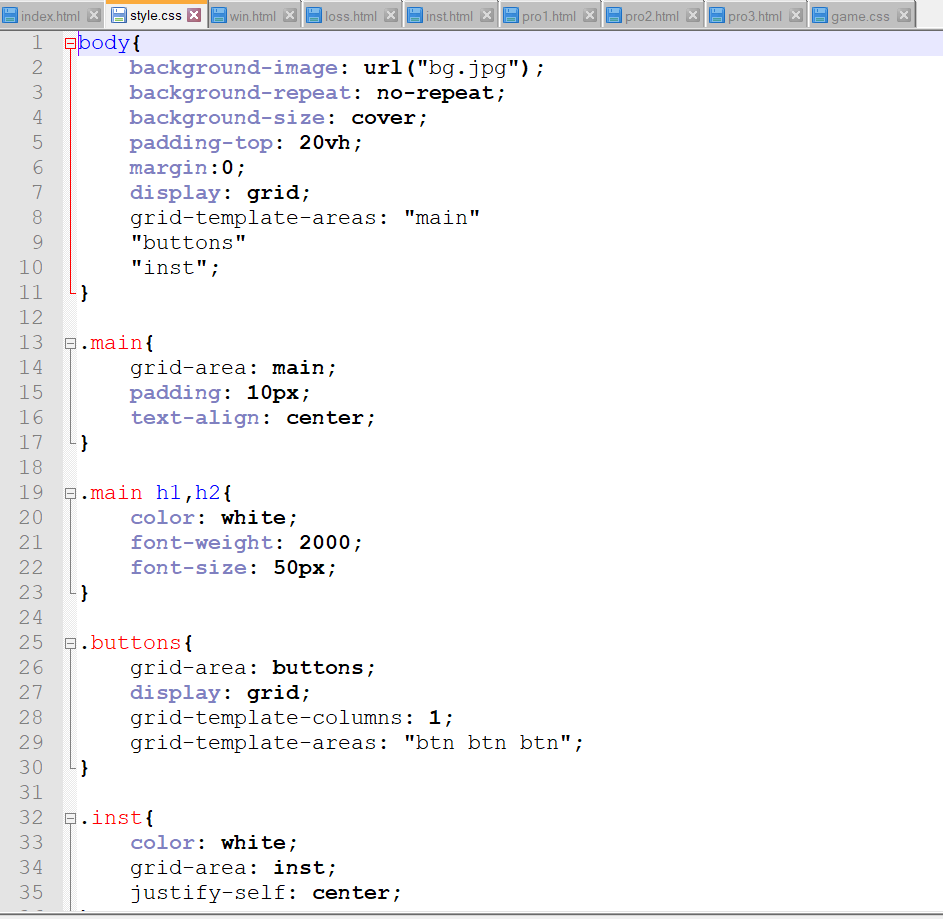 index.html style.css win.html loss.html inst.html pro1.html pro2.html pro3.html game.css
1 body{
2 background-image: url("bg.jpg");
3 background-repeat: no-repeat;
4 background-size: cover;
5 padding-top: 20vh;
6 margin:0;
7 display: grid;
8 grid-template-areas: "main"
9 "buttons"
10 "inst";
11 }
12
13 .main{
14 grid-area: main;
15 padding: 10px;
16 text-align: center;
17 }
18
19 .main h1,h2{
20 color: white;
21 font-weight: 2000;
22 font-size: 50px;
23 }
24
25 .buttons{
26 grid-area: buttons;
27 display: grid;
28 grid-template-columns: 1;
29 grid-template-areas: "btn btn btn";
30 }
31
32 .inst{
33 color: white;
34 grid-area: inst;
35 justify-self: center;